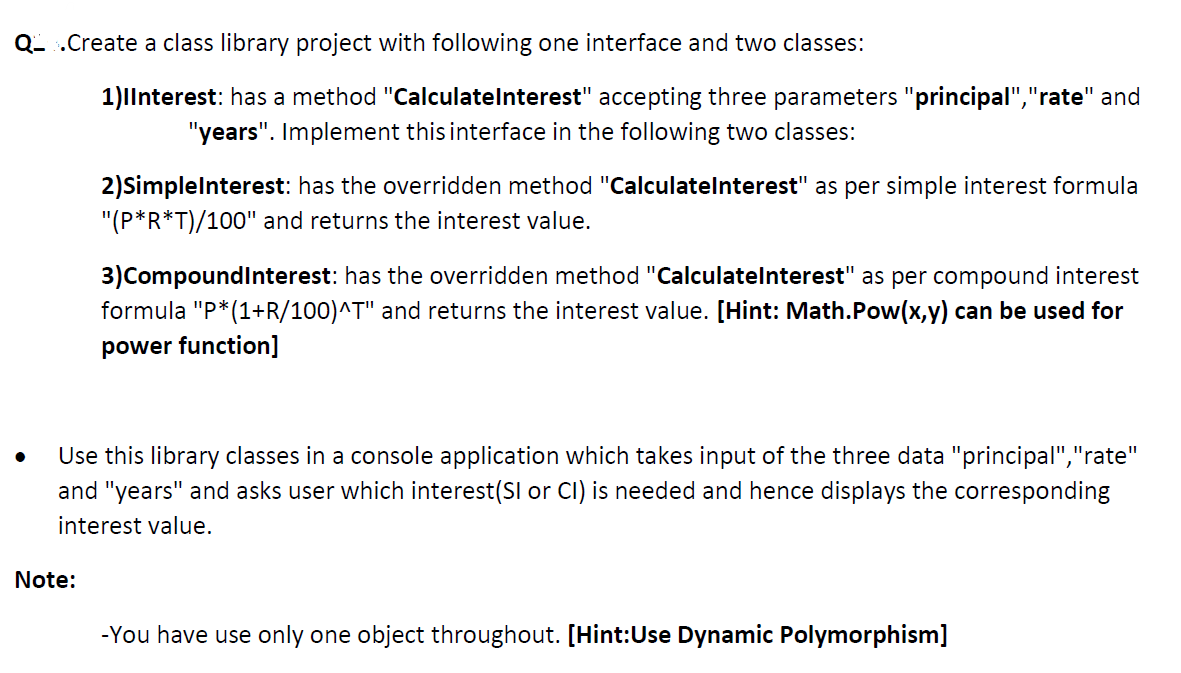 Q .Create a class library project with following one interface and two classes:
1)IInterest: has a method "CalculateInterest" accepting three parameters "principal","rate" and
"years". Implement this interface in the following two classes:
2)SimpleInterest: has the overridden method "CalculateInterest" as per simple interest formula
"(P*R*T)/100" and returns the interest value.
3)CompoundInterest: has the overridden method "CalculateInterest" as per compound interest
formula "P*(1+R/100)^T" and returns the interest value. [Hint: Math.Pow(x,y) can be used for
power function]
• Use this library classes in a console application which takes input of the three data "principal","rate"
and "years" and asks user which interest(SI or CI) is needed and hence displays the corresponding
interest value.
Note:
-You have use only one object throughout. [Hint:Use Dynamic Polymorphism]